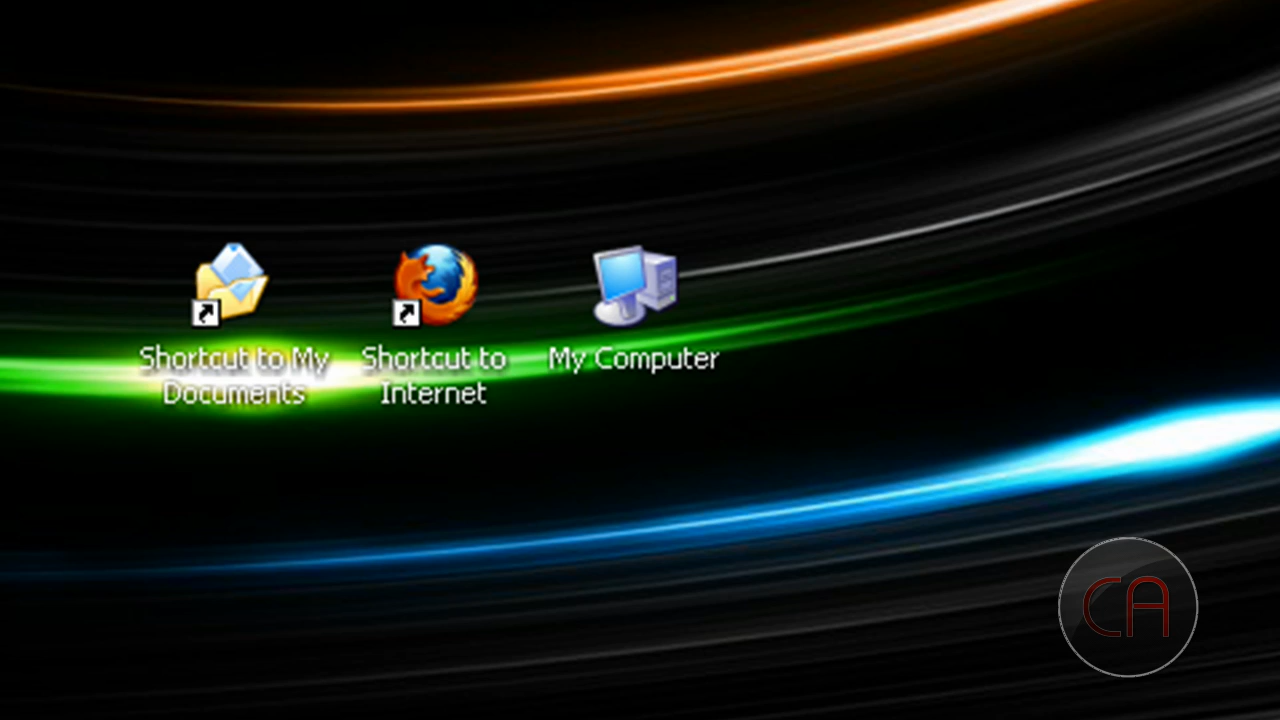 Shortcut to My
Documents
Shortcut to
Internet
My Computer
CA